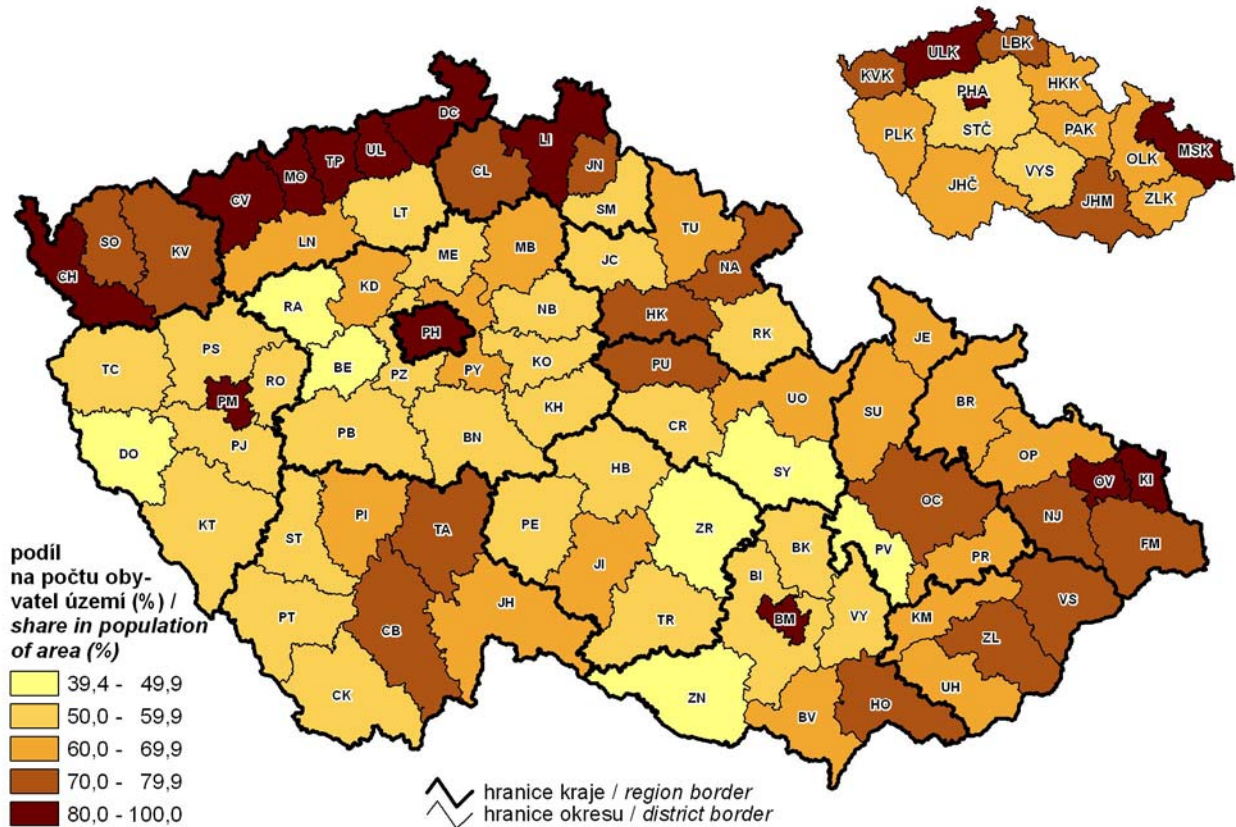 ULK
LBK
KVK
HKK
PHA
STČ
PLK
PAK
OLK
MSK
VYS
JHČ
JHM
ZLK
DC
LI
UL
TP
MO
CV
CL
JN
LT
SM
SO
KV
LN
MB
TU
CH
ME
JC
NA
KD
RA
NB
HK
PH
RK
JE
PS
TC
BE
PZ
PY
KO
PU
RO
PM
UO
SU
BR
KH
PB
BN
CR
DO
PJ
OP
HB
SY
OV
KI
OC
KT
ST
PI
TA
PE
ZR
NJ
FM
BK
PV
PR
JI
BI
VS
JH
PT
CB
TR
BM
VY
KM
ZL
CK
ZN
BV
HO
UH
podíl
na počtu oby-
vatel území (%) /
share in population
of area (%)
39,4 - 49,9
50,0 - 59,9
60,0 - 69,9
70,0 - 79,9
80,0 - 100,0
hranice kraje / region border
hranice okresu / district border